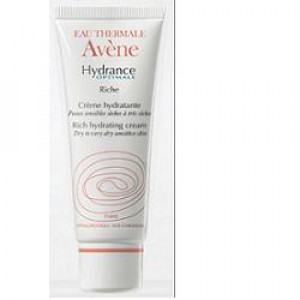 EAU THERMALE
Avène
Hydrance
OPTIMALE
Riche
Crème hydratante
Peaux sensibles sèches à très sèches
Rich hydrating cream
Dry to very dry sensitive skin